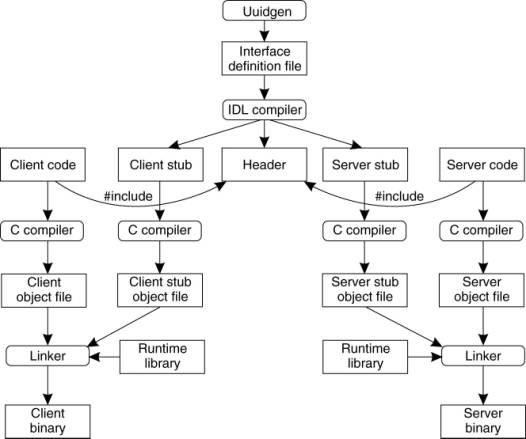 Uuidgen
Interface
definition file
IDL compiler
Client code
Client stub
Header
Server stub
Server code
#include
#include
C compiler
C compiler
C compiler
C compiler
Client
object file
Client stub
object file
Server stub
object file
Server
object file
Linker
Runtime
library
Runtime
library
Linker
Client
binary
Server
binary